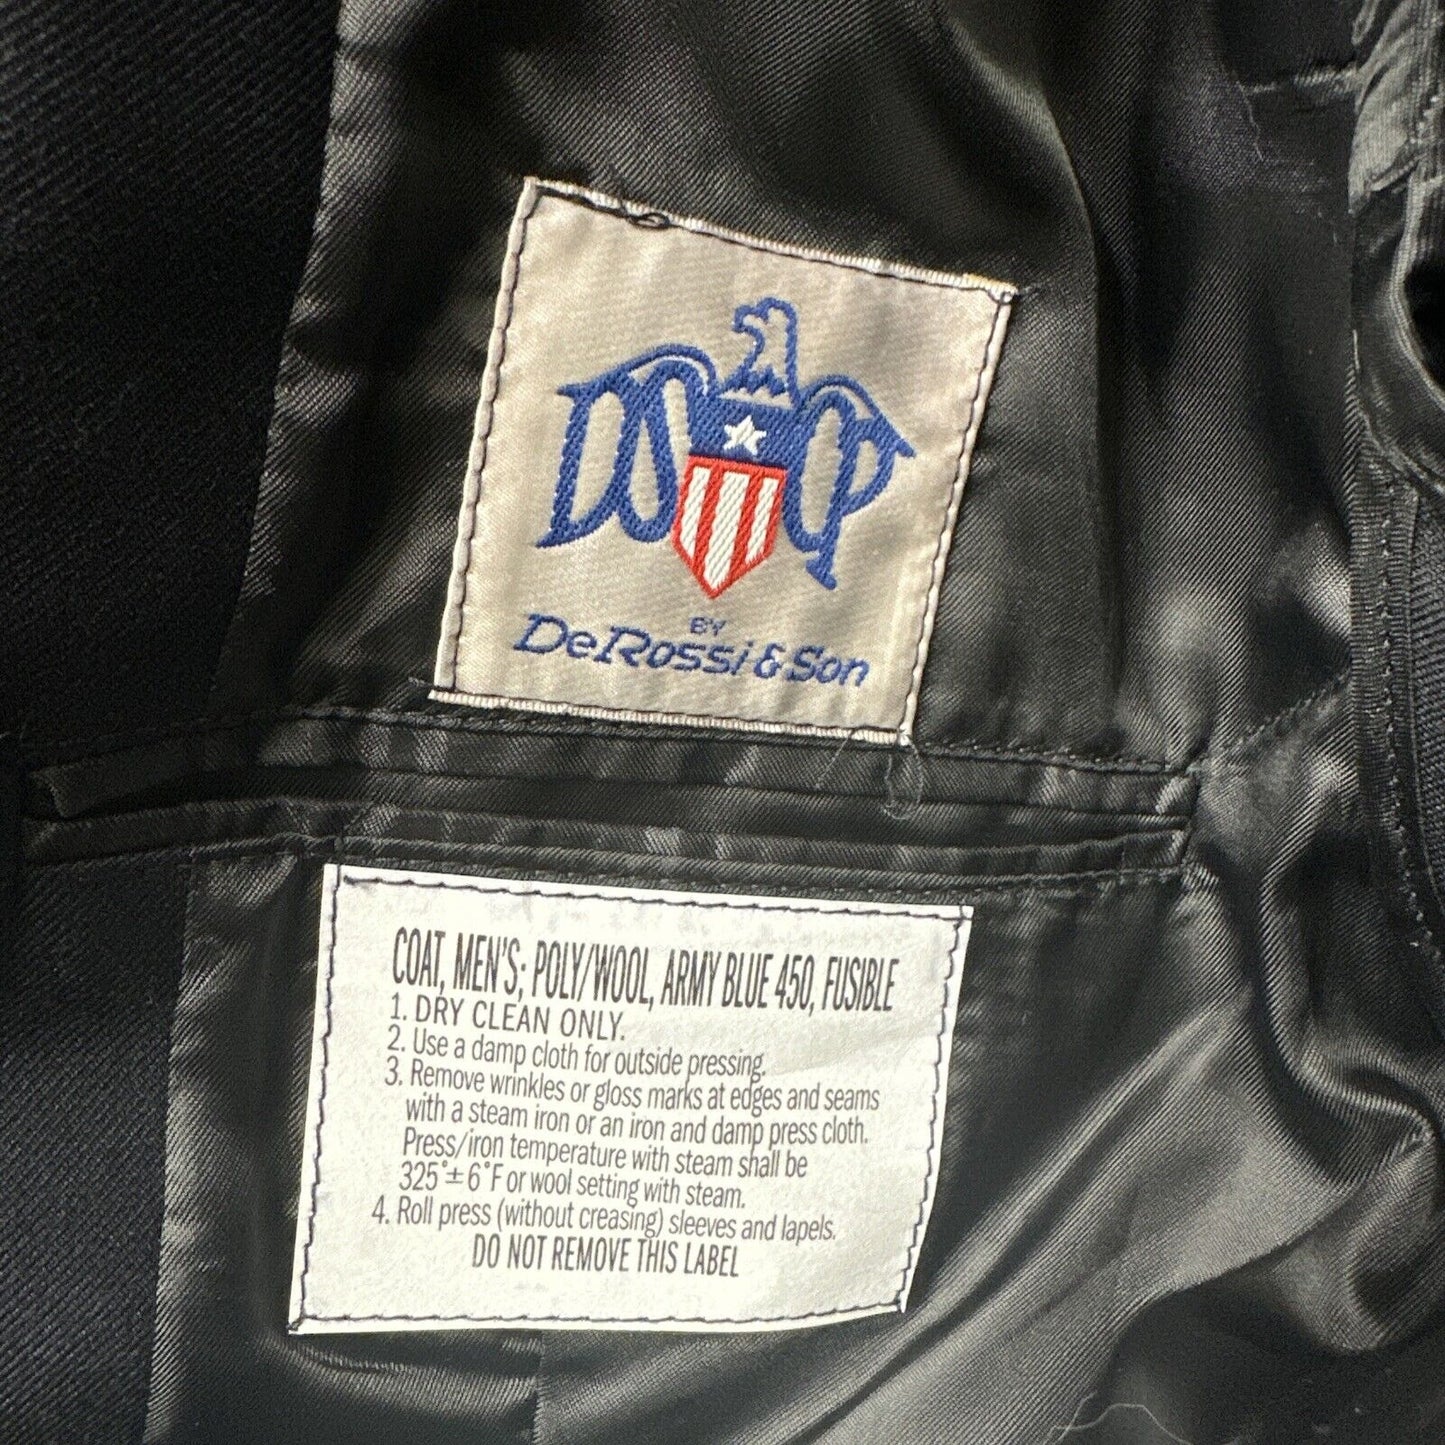 DSCP
BY
DeRossi & Son
COAT, MEN'S; POLY/WOOL, ARMY BLUE 450, FUSIBLE
1. DRY CLEAN ONLY.
2. Use a damp cloth for outside pressing.
3. Remove wrinkles or gloss marks at edges and seams
with a steam iron or an iron and damp press cloth.
Press/iron temperature with steam shall be
325°±6°F or wool setting with steam.
4. Roll press (without creasing) sleeves and lapels.
DO NOT REMOVE THIS LABEL